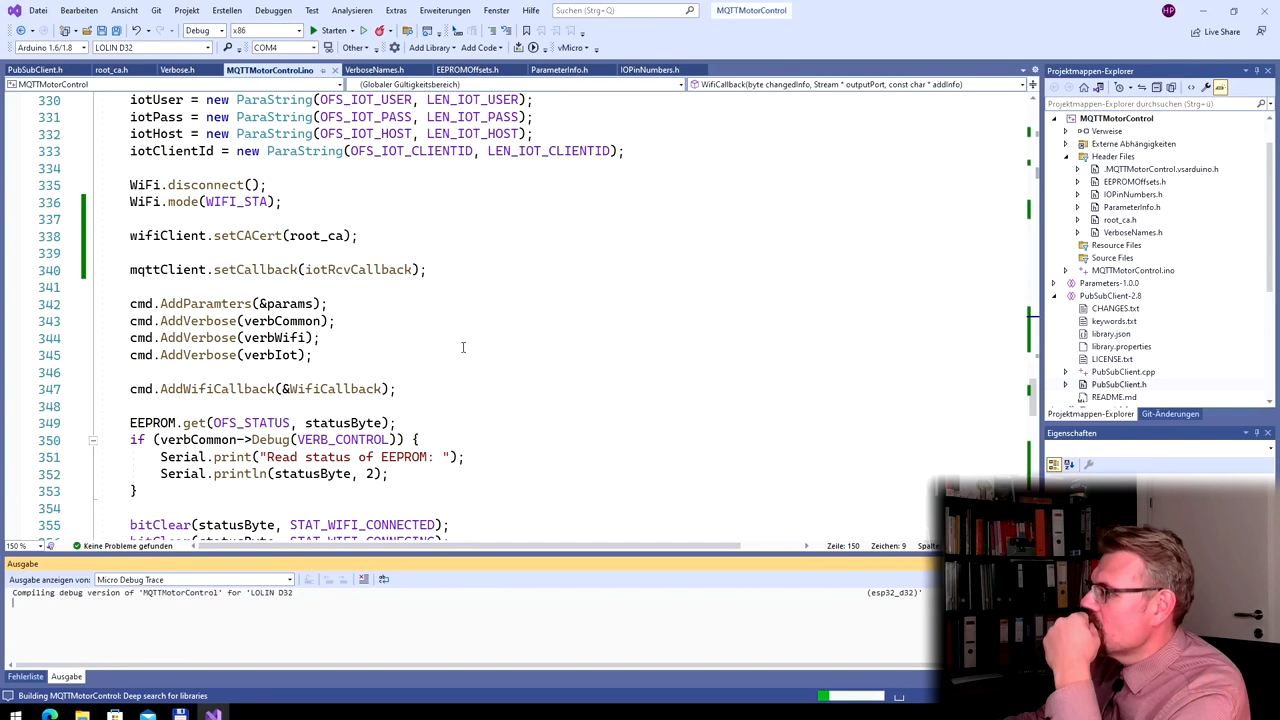 Datei Bearbeiten Ansicht Git Projekt Erstellen Debuggen Test Analysieren Extras Erweiterungen Fenster Hilfe Suchen (Strg+Q) MQTTMotorControl HP
Debug x86 Starten Live Share
Arduino 1.6/1.8 LOLIN D32 COM4 Other Add Library Add Code vMicro
PubSubClient.h root_ca.h Verbose.h MQTTMotorControl.ino VerboseNames.h EEPROMOffsets.h ParameterInfo.h IOPinNumbers.h
MQTTMotorControl (Globaler Gültigkeitsbereich) WifiCallback(byte changedInfo, Stream * outputPort, const char * addInfo)
330 iotUser = new ParaString(OFS_IOT_USER, LEN_IOT_USER);
331 iotPass = new ParaString(OFS_IOT_PASS, LEN_IOT_PASS);
332 iotHost = new ParaString(OFS_IOT_HOST, LEN_IOT_HOST);
333 iotClientId = new ParaString(OFS_IOT_CLIENTID, LEN_IOT_CLIENTID);
334
335 WiFi.disconnect();
336 WiFi.mode(WIFI_STA);
337
338 wifiClient.setCACert(root_ca);
339
340 mqttClient.setCallback(iotRcvCallback);
341
342 cmd.AddParamters(&params);
343 cmd.AddVerbose(verbCommon);
344 cmd.AddVerbose(verbWifi);
345 cmd.AddVerbose(verbIot);
346
347 cmd.AddWifiCallback(&WifiCallback);
348
349 EEPROM.get(OFS_STATUS, statusByte);
350 if (verbCommon->Debug(VERB_CONTROL)) {
351 Serial.print("Read status of EEPROM: ");
352 Serial.println(statusByte, 2);
353 }
354
355 bitClear(statusByte, STAT_WIFI_CONNECTED);
150 % Keine Probleme gefunden Zeile: 150 Zeichen: 9
Ausgabe
Ausgabe anzeigen von: Micro Debug Trace
Compiling debug version of 'MQTTMotorControl' for 'LOLIN D32 (esp32_d32)'
Fehlerliste Ausgabe
Building MQTTMotorControl: Deep search for libraries
Projektmappen-Explorer
Projektmappen-Explorer durchsuchen (Strg+ü)
MQTTMotorControl
Verweise
Externe Abhängigkeiten
Header Files
.MQTTMotorControl.vsarduino.h
EEPROMOffsets.h
IOPinNumbers.h
ParameterInfo.h
root_ca.h
VerboseNames.h
Resource Files
Source Files
MQTTMotorControl.ino
Parameters-1.0.0
PubSubClient-2.8
CHANGES.txt
keywords.txt
library.json
library.properties
LICENSE.txt
PubSubClient.cpp
PubSubClient.h
README.md
Projektmappen-Explorer Git-Änderungen
Eigenschaften